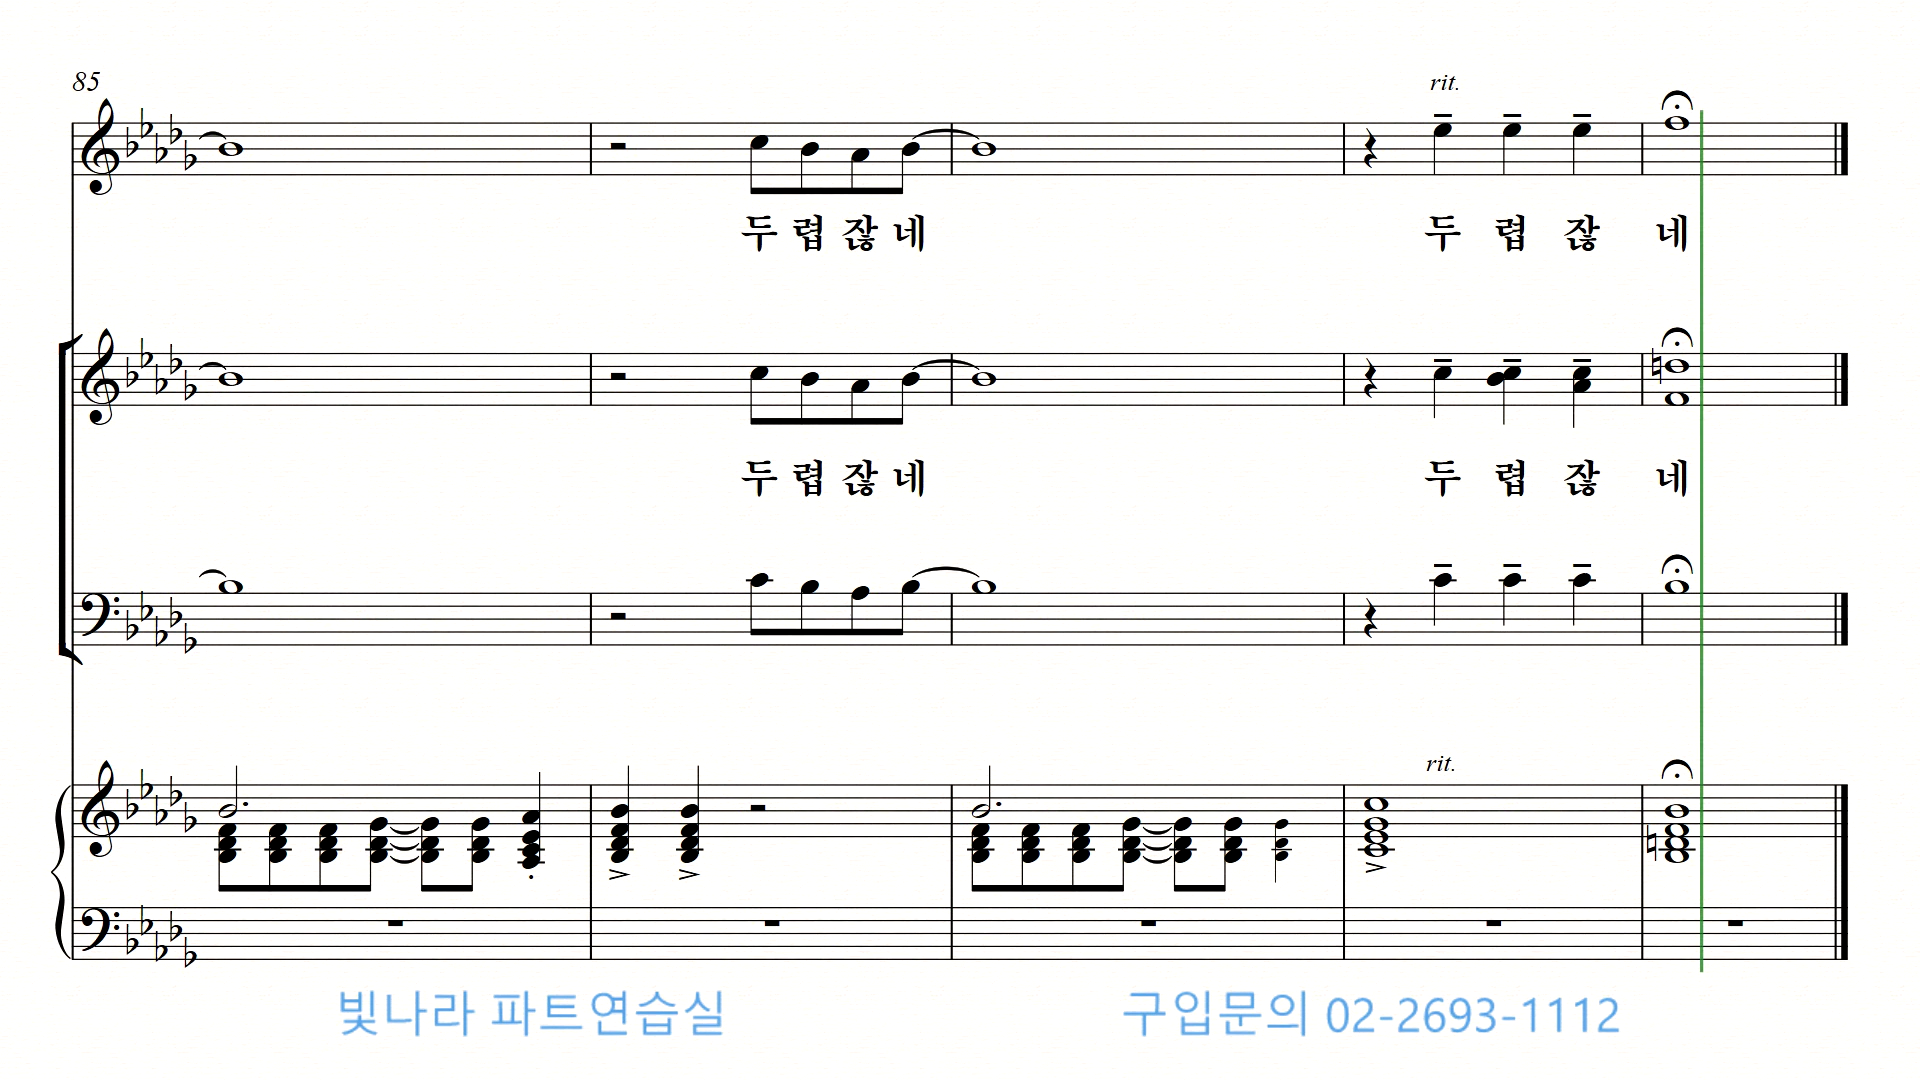 85
rit.
두 렵 잖 네 두 렵 잖 네
두 렵 잖 네 두 렵 잖 네
rit.
빛나라 파트연습실 구입문의 02-2693-1112